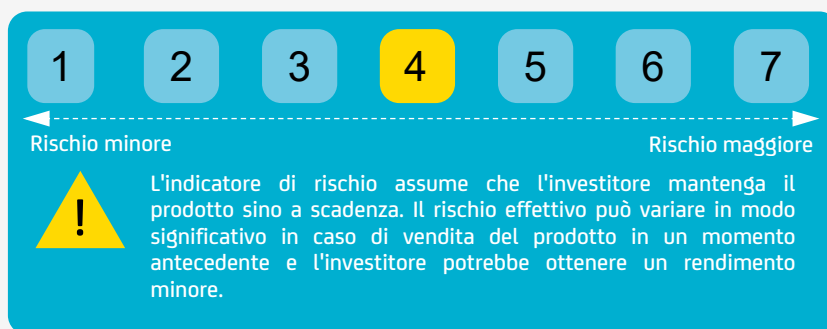 1 2 3 4 5 6 7
Rischio minore Rischio maggiore
!
L'indicatore di rischio assume che l'investitore mantenga il
prodotto sino a scadenza. Il rischio effettivo può variare in modo
significativo in caso di vendita del prodotto in un momento
antecedente e l'investitore potrebbe ottenere un rendimento
minore.